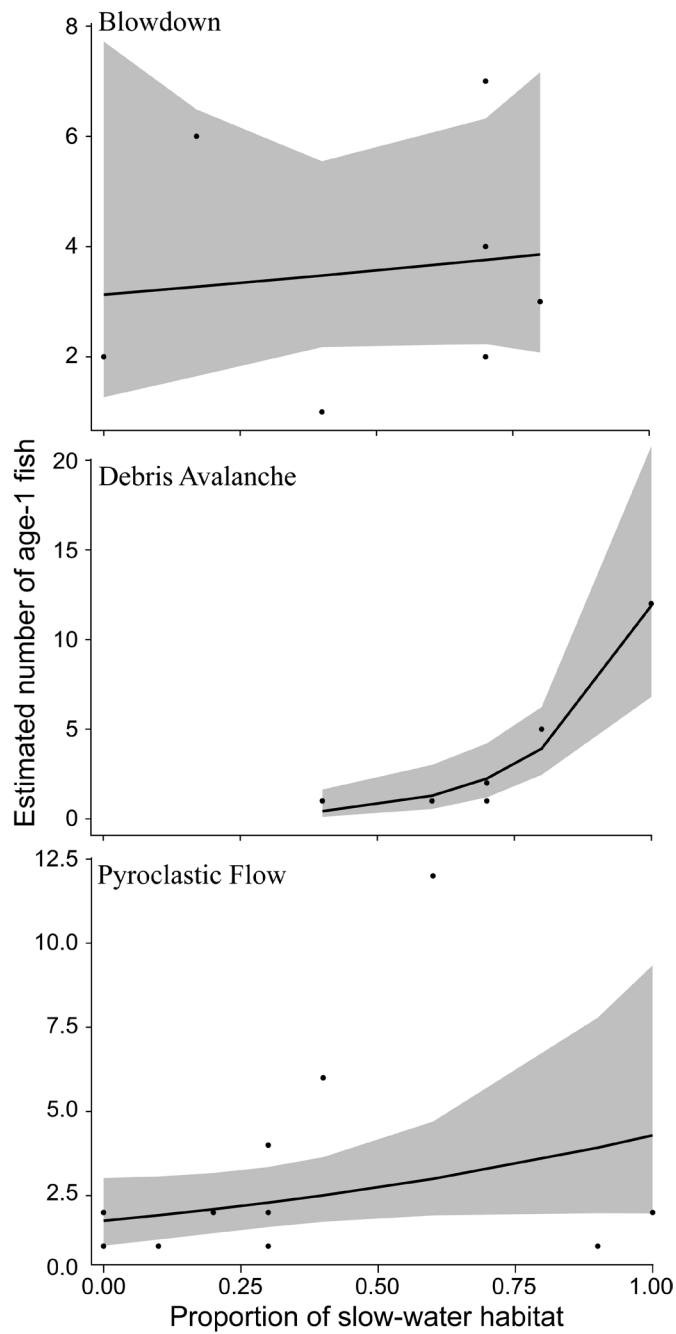 Blowdown
8
6
4
2
Debris Avalanche
20
15
10
5
0
Estimated number of age-1 fish
Pyroclastic Flow
12.5
10.0
7.5
5.0
2.5
0.0
0.00 0.25 0.50 0.75 1.00
Proportion of slow-water habitat